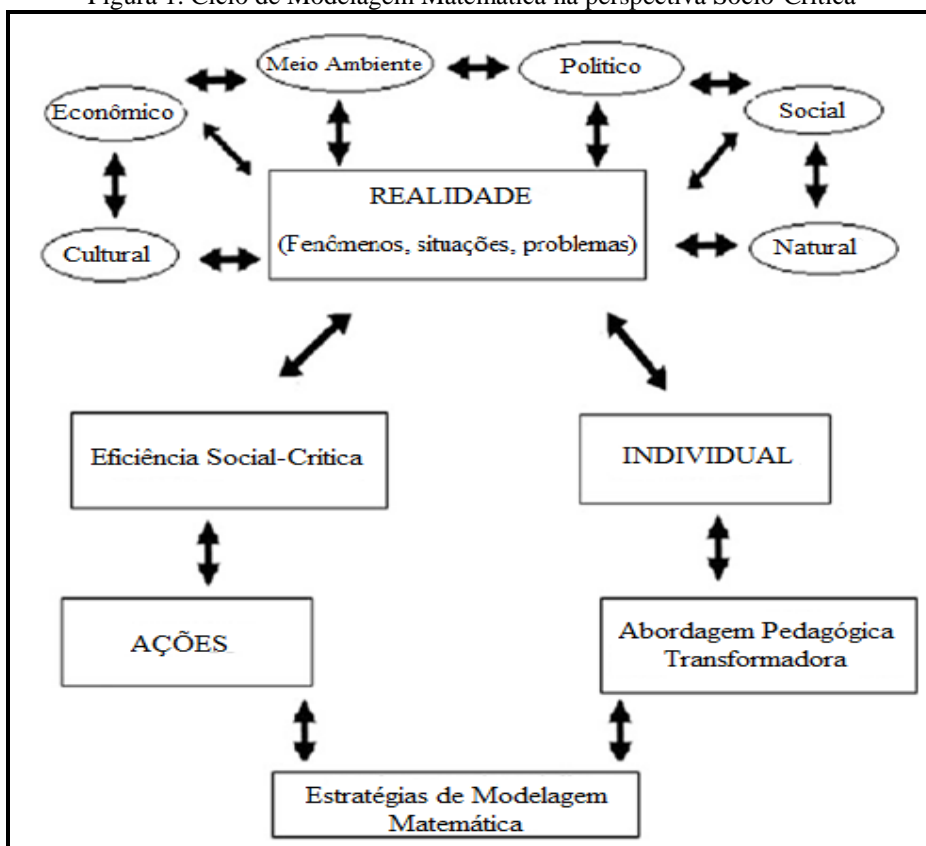 Figura 1: Ciclo de Modelagem Matemática na perspectiva Sócio-Crítica
Meio Ambiente
Político
Econômico
Social
REALIDADE
(Fenômenos, situações, problemas)
Cultural
Natural
Eficiência Social-Crítica
INDIVIDUAL
AÇÕES
Abordagem Pedagógica
Transformadora
Estratégias de Modelagem
Matemática